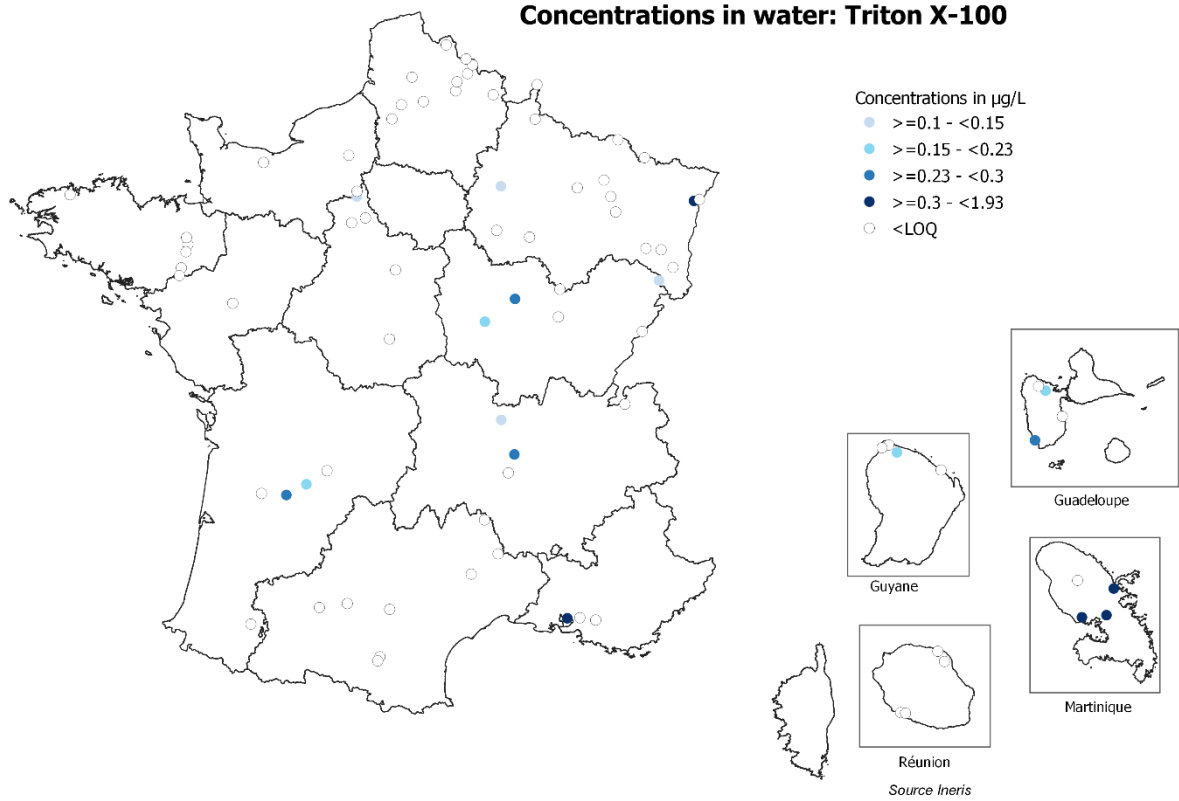 Concentrations in water: Triton X-100
Concentrations in µg/L
>=0.1 - <0.15
>=0.15 - <0.23
>=0.23 - <0.3
>=0.3 - <1.93
<LOQ
Guadeloupe
Guyane
Martinique
Réunion
Source Ineris